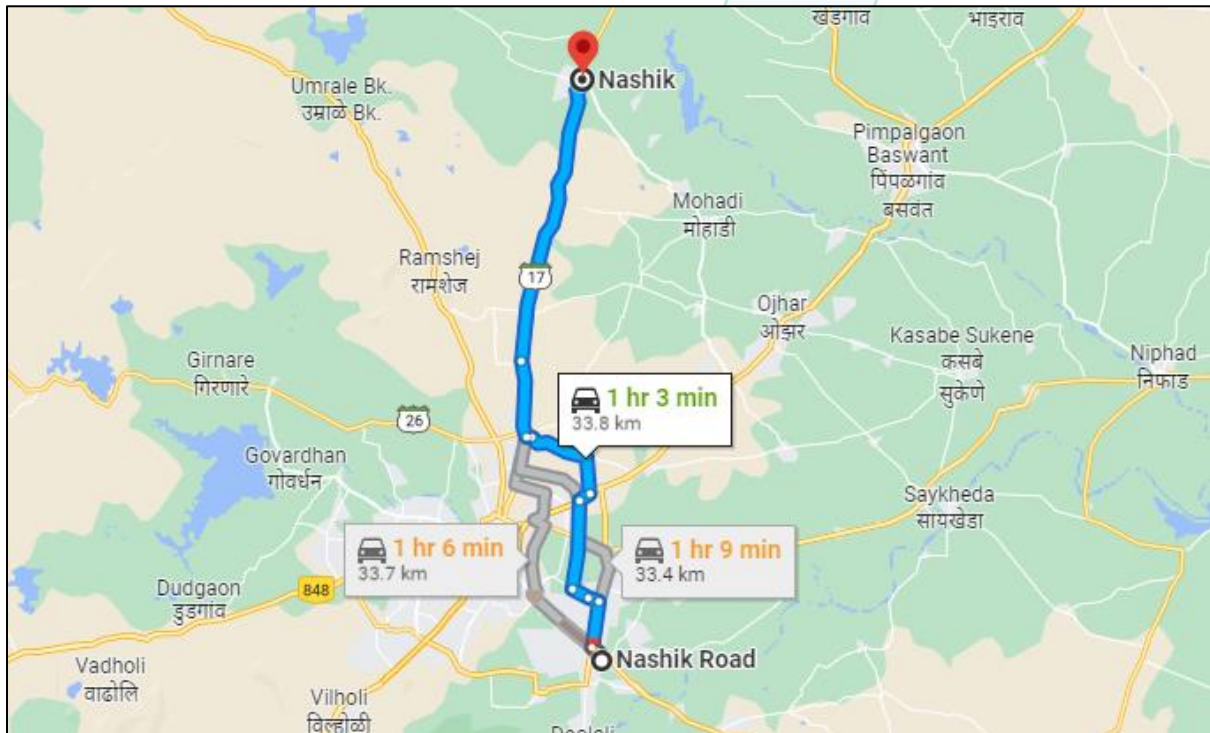 खेडगाव
भाइराव
Nashik
Umrale Bk.
उम्राळे Bk.
Pimpalgaon
Baswant
पिंपळगांव
बसवंत
Mohadi
मोहाडी
Ramshej
रामशेज
17
Ojhar
ओझर
Kasabe Sukene
कसबे
सुकेणे
Niphad
निफाड
Girnare
गिरणारे
1 hr 3 min
33.8 km
26
Govardhan
गोवर्धन
Saykheda
सायखेडा
1 hr 6 min
33.7 km
1 hr 9 min
33.4 km
Dudgaon
डुडगांव
848
Nashik Road
Vadholi
वाढोलि
Vilholi
विल्होळी